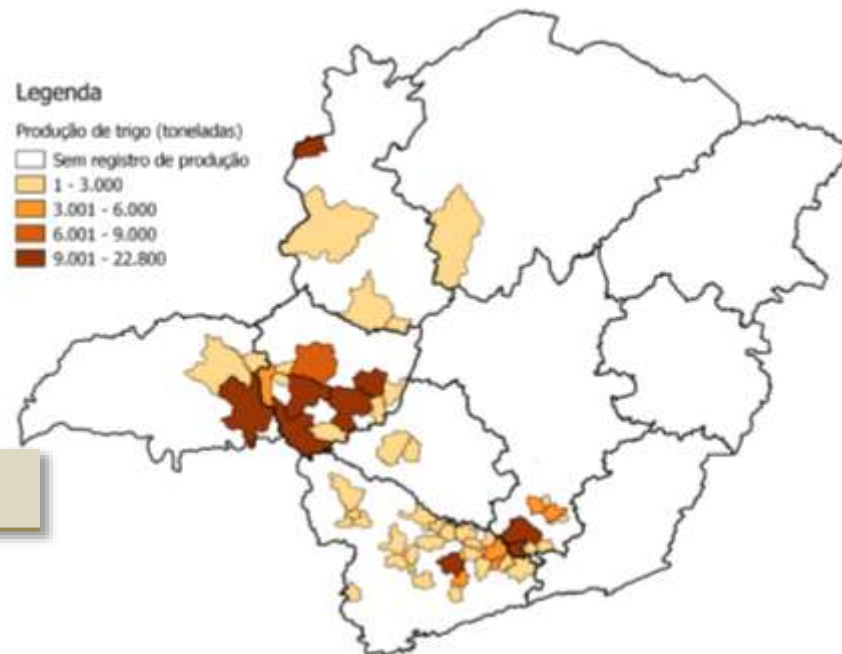 Legenda
Produção de trigo (toneladas)
Sem registro de produção
1 - 3.000
3.001 - 6.000
6.001 - 9.000
9.001 - 22.800